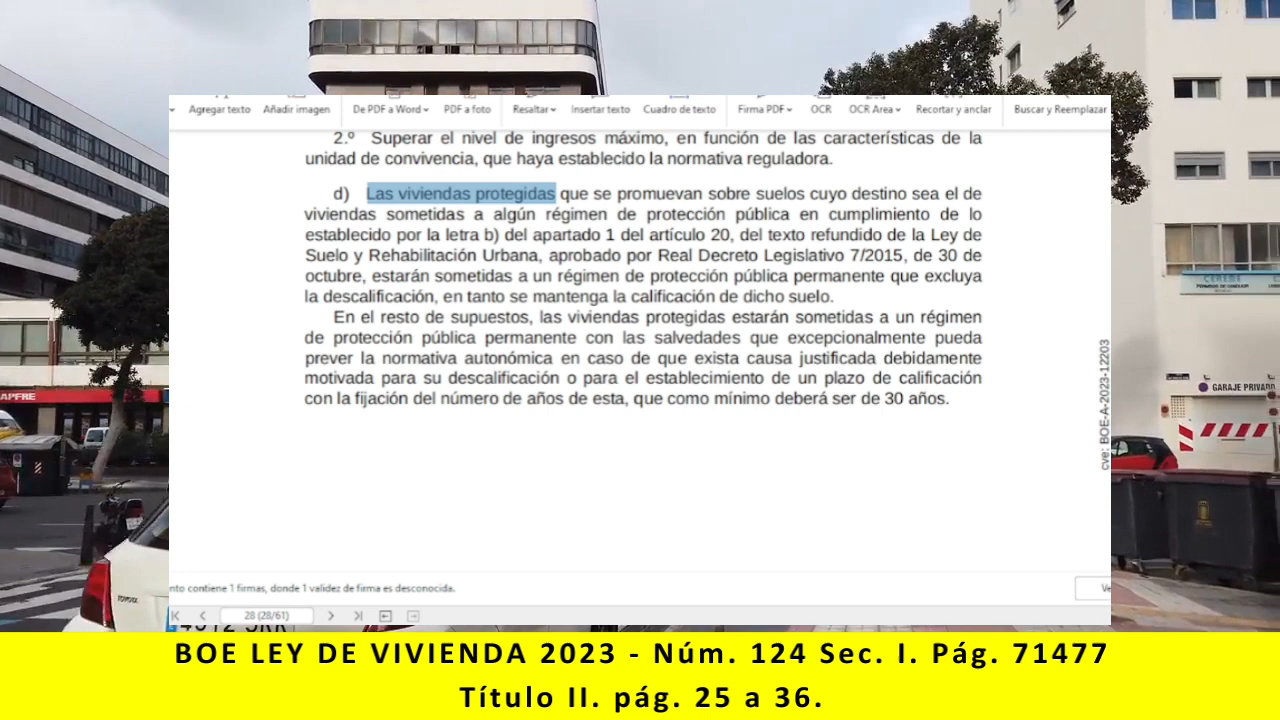 Agregar texto Añadir imagen De PDF a Word PDF a foto Resaltar Insertar texto Cuadro de texto Firma PDF OCR OCR Area Recortar y anclar Buscar y Reemplazar
2.º Superar el nivel de ingresos máximo, en función de las características de la
unidad de convivencia, que haya establecido la normativa reguladora.
d) Las viviendas protegidas que se promuevan sobre suelos cuyo destino sea el de
viviendas sometidas a algún régimen de protección pública en cumplimiento de lo
establecido por la letra b) del apartado 1 del artículo 20, del texto refundido de la Ley de
Suelo y Rehabilitación Urbana, aprobado por Real Decreto Legislativo 7/2015, de 30 de
octubre, estarán sometidas a un régimen de protección pública permanente que excluya
la descalificación, en tanto se mantenga la calificación de dicho suelo.
En el resto de supuestos, las viviendas protegidas estarán sometidas a un régimen
de protección pública permanente con las salvedades que excepcionalmente pueda
prever la normativa autonómica en caso de que exista causa justificada debidamente
motivada para su descalificación o para el establecimiento de un plazo de calificación
con la fijación del número de años de esta, que como mínimo deberá ser de 30 años.
cve: BOE-A-2023-12203
nto contiene 1 firmas, donde 1 validez de firma es desconocida.
Ve
28 (28/61)
APFRE
GARAJE PRIVADO
TOYOTA
BOE LEY DE VIVIENDA 2023 - Núm. 124 Sec. I. Pág. 71477
Título II. pág. 25 a 36.